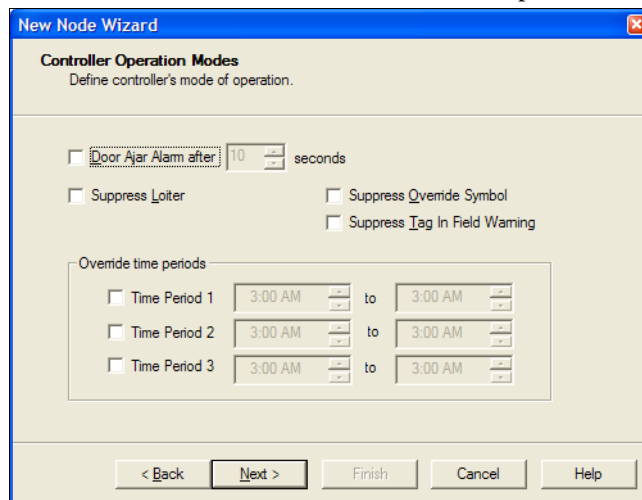 New Node Wizard
Controller Operation Modes
Define controller's mode of operation.
Door Ajar Alarm after 10 seconds
Suppress Loiter Suppress Override Symbol
Suppress Tag In Field Warning
Override time periods
Time Period 1 3:00 AM to 3:00 AM
Time Period 2 3:00 AM to 3:00 AM
Time Period 3 3:00 AM to 3:00 AM
< Back Next > Finish Cancel Help